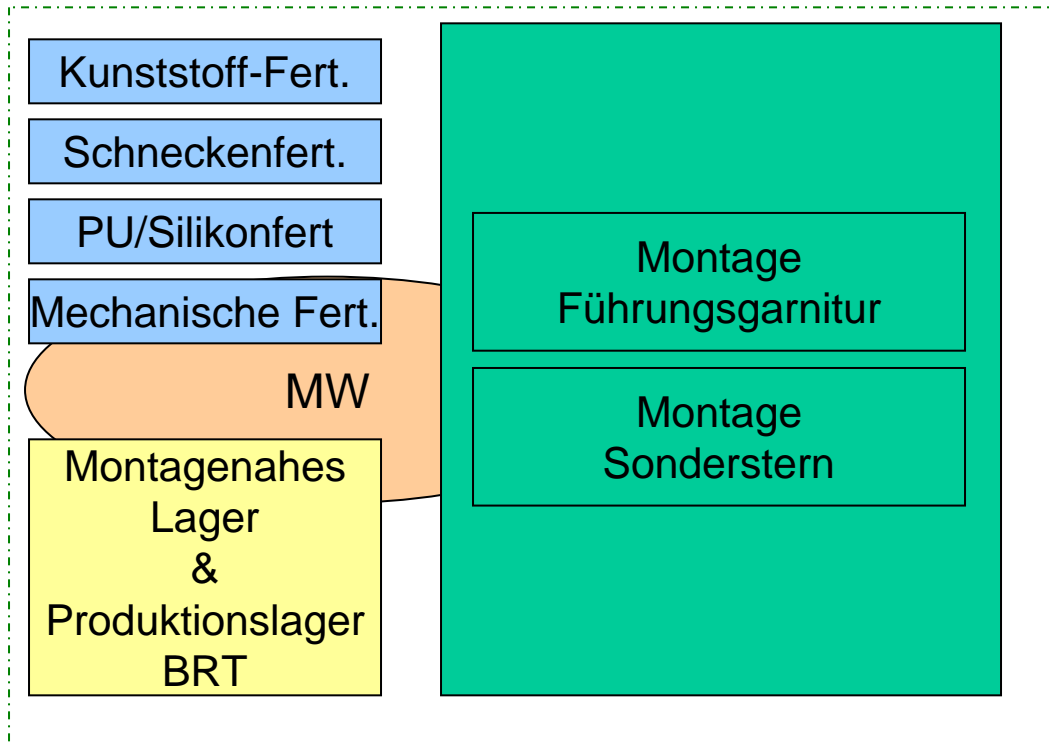 Kunststoff-Fert.
Schneckenfert.
PU/Silikonfert
Mechanische Fert.
MW
Montagenahes
Lager
&
Produktionslager
BRT
Montage
Führungsgarnitur
Montage
Sonderstern